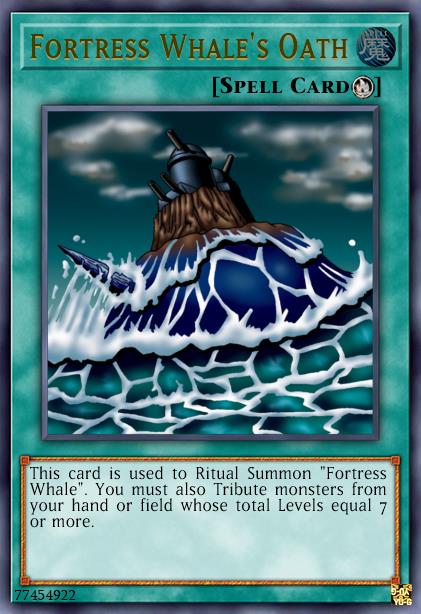 Fortress Whale's Oath
魔
[Spell Card]
This card is used to Ritual Summon "Fortress
Whale". You must also Tribute monsters from
your hand or field whose total Levels equal 7
or more.
77454922